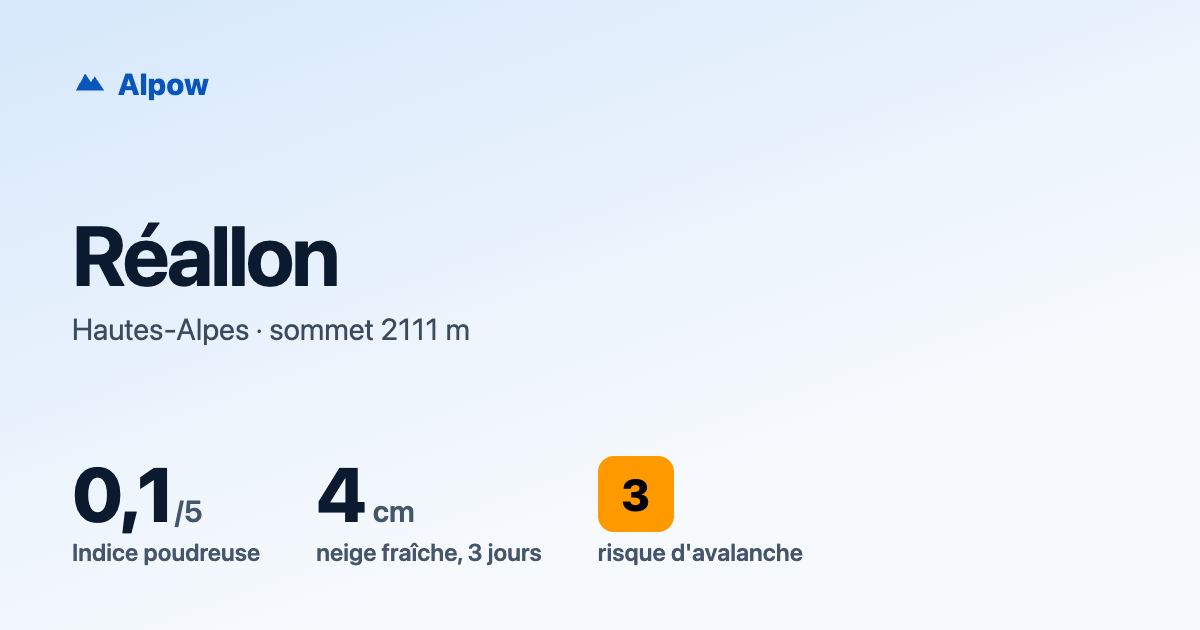 Alpow
Réallon
Hautes-Alpes · sommet 2111 m
0,1/5
Indice poudreuse
4 cm
neige fraîche, 3 jours
3
risque d'avalanche